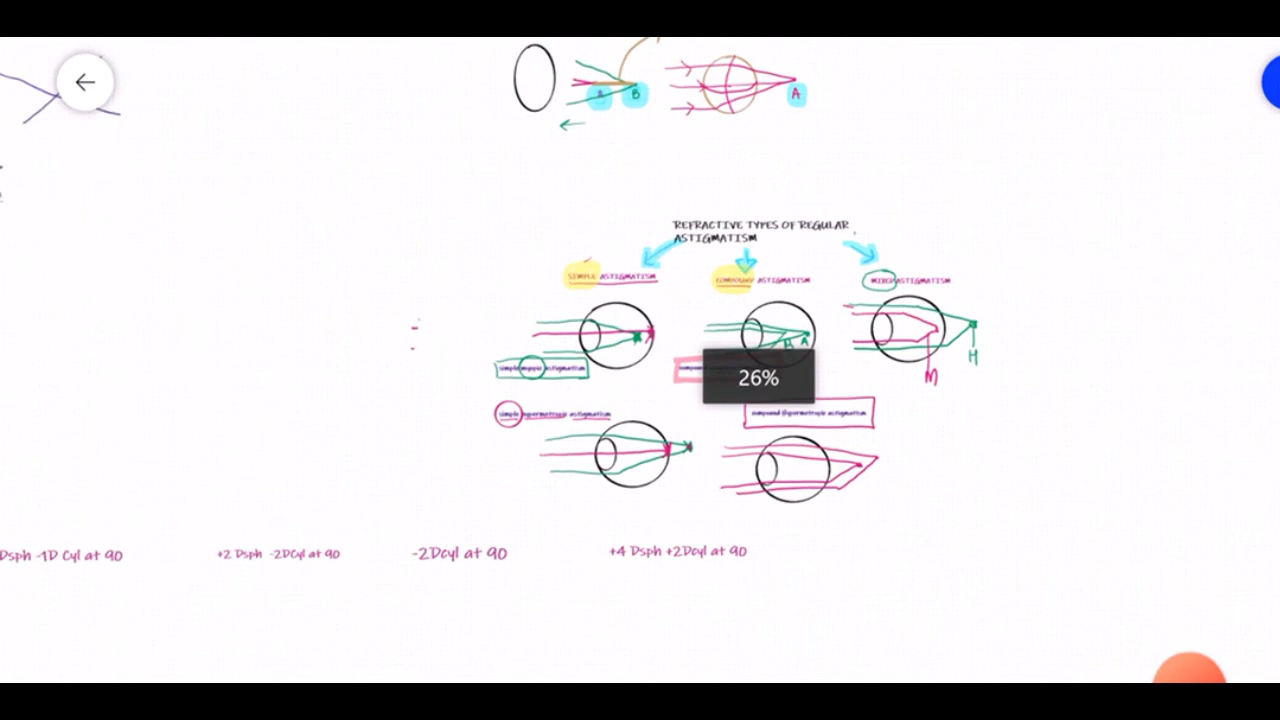 A B
A
REFRACTIVE TYPES OF REGULAR
ASTIGMATISM
SIMPLE ASTIGMATISM
COMPOUND ASTIGMATISM
MIXED ASTIGMATISM
A
H
M
simple myopic astigmatism
compound
26%
simple hypermetropic astigmatism
compound Hypermetropic astigmatism
Dsph -1D Cyl at 90
+2 Dsph -2DCyl at 90
-2Dcyl at 90
+4 Dsph +2Dcyl at 90